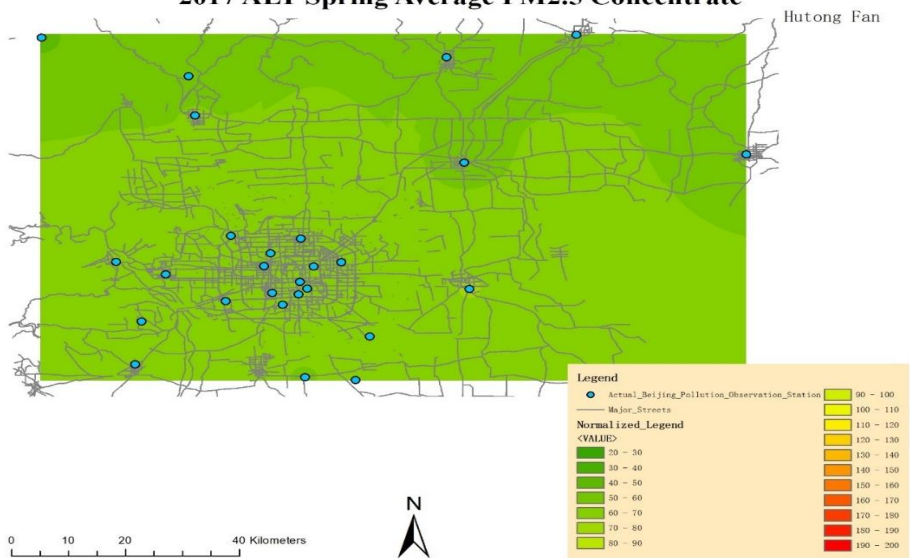 2017 ALY Spring Average PM2.5 Concentrate
Hutong Fan
Legend
Actual_Beijing_Pollution_Observation_Station
Major_Streets
Normalized_Legend
<VALUE>
20 - 30
30 - 40
40 - 50
50 - 60
60 - 70
70 - 80
80 - 90
90 - 100
100 - 110
110 - 120
120 - 130
130 - 140
140 - 150
150 - 160
160 - 170
170 - 180
180 - 190
190 - 200
N
0 10 20 40 Kilometers